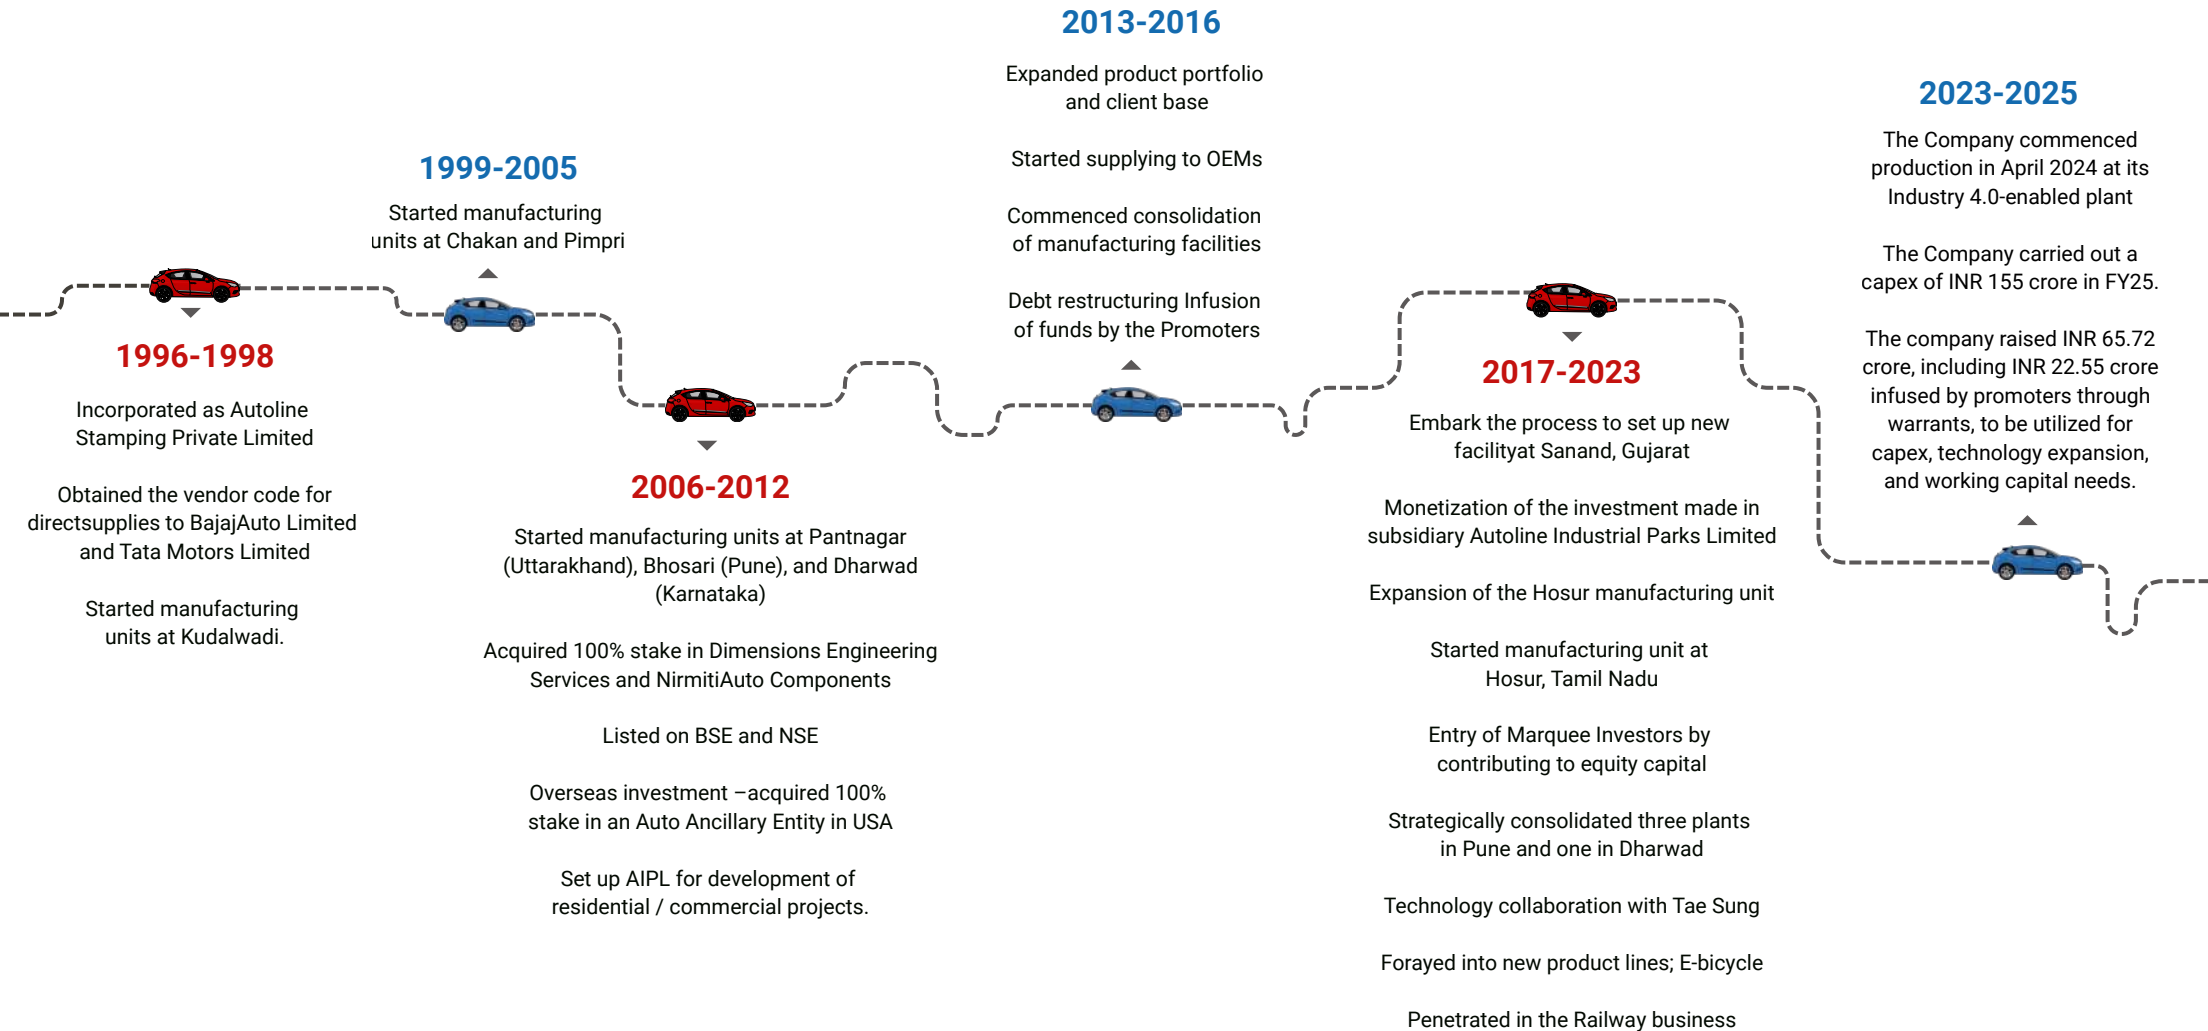 1996-1998
Incorporated as Autoline
Stamping Private Limited
Obtained the vendor code for
directsupplies to BajajAuto Limited
and Tata Motors Limited
Started manufacturing
units at Kudalwadi.
1999-2005
Started manufacturing
units at Chakan and Pimpri
2006-2012
Started manufacturing units at Pantnagar
(Uttarakhand), Bhosari (Pune), and Dharwad
(Karnataka)
Acquired 100% stake in Dimensions Engineering
Services and NirmitiAuto Components
Listed on BSE and NSE
Overseas investment –acquired 100%
stake in an Auto Ancillary Entity in USA
Set up AIPL for development of
residential / commercial projects.
2013-2016
Expanded product portfolio
and client base
Started supplying to OEMs
Commenced consolidation
of manufacturing facilities
Debt restructuring Infusion
of funds by the Promoters
2017-2023
Embark the process to set up new
facilityat Sanand, Gujarat
Monetization of the investment made in
subsidiary Autoline Industrial Parks Limited
Expansion of the Hosur manufacturing unit
Started manufacturing unit at
Hosur, Tamil Nadu
Entry of Marquee Investors by
contributing to equity capital
Strategically consolidated three plants
in Pune and one in Dharwad
Technology collaboration with Tae Sung
Forayed into new product lines; E-bicycle
Penetrated in the Railway business
2023-2025
The Company commenced
production in April 2024 at its
Industry 4.0-enabled plant
The Company carried out a
capex of INR 155 crore in FY25.
The company raised INR 65.72
crore, including INR 22.55 crore
infused by promoters through
warrants, to be utilized for
capex, technology expansion,
and working capital needs.